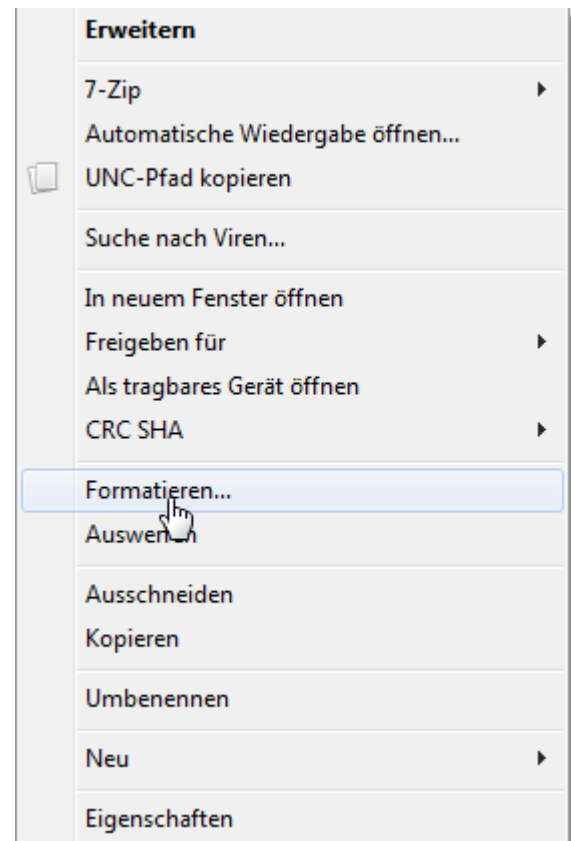 Erweitern
7-Zip
Automatische Wiedergabe öffnen...
UNC-Pfad kopieren
Suche nach Viren...
In neuem Fenster öffnen
Freigeben für
Als tragbares Gerät öffnen
CRC SHA
Formatieren...
Auswerfen
Ausschneiden
Kopieren
Umbenennen
Neu
Eigenschaften